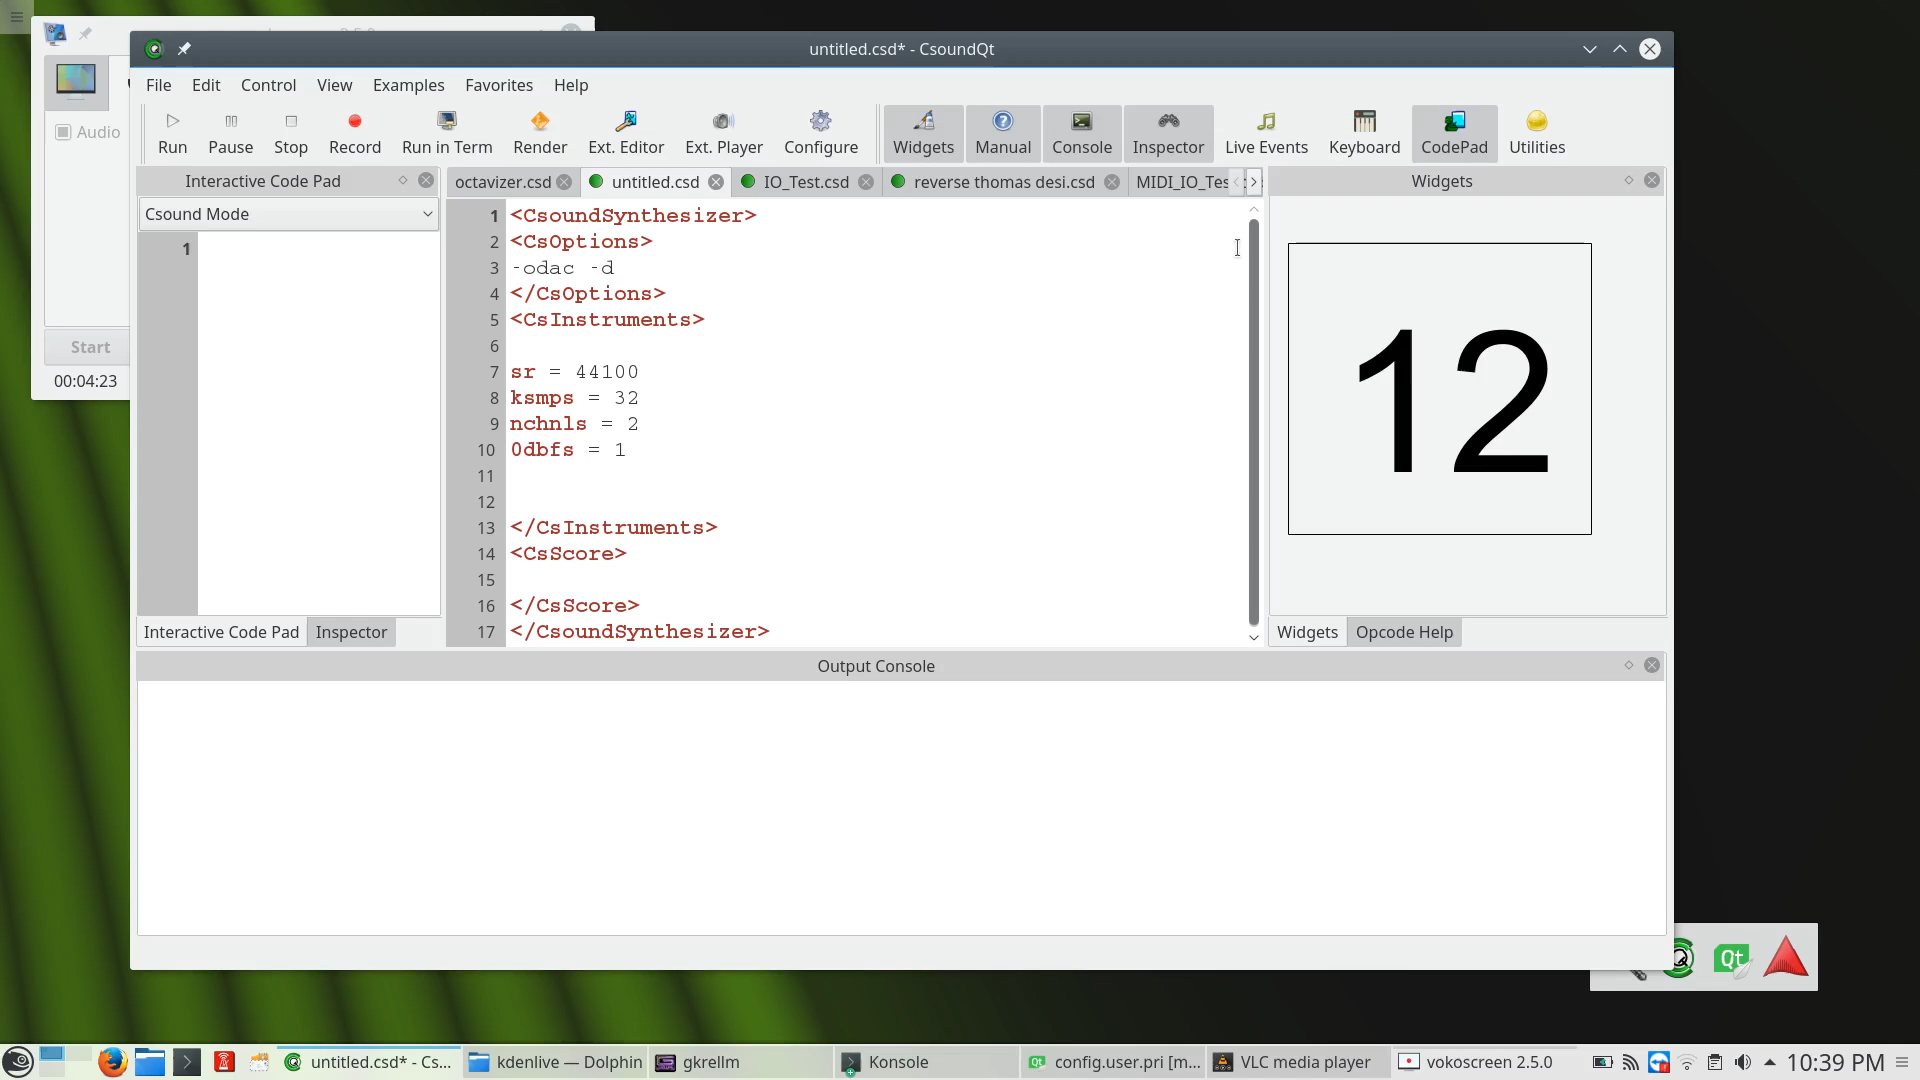 untitled.csd* - CsoundQt
File Edit Control View Examples Favorites Help
Run Pause Stop Record Run in Term Render Ext. Editor Ext. Player Configure Widgets Manual Console Inspector Live Events Keyboard CodePad Utilities
Audio
Start
00:04:23
Interactive Code Pad
Csound Mode
1
Interactive Code Pad Inspector
octavizer.csd untitled.csd IO_Test.csd reverse thomas desi.csd MIDI_IO_Tes
1 <CsoundSynthesizer>
2 <CsOptions>
3 -odac -d
4 </CsOptions>
5 <CsInstruments>
6
7 sr = 44100
8 ksmps = 32
9 nchnls = 2
10 0dbfs = 1
11
12
13 </CsInstruments>
14 <CsScore>
15
16 </CsScore>
17 </CsoundSynthesizer>
Widgets
12
Widgets Opcode Help
Output Console
Qt
untitled.csd* - Cs... kdenlive — Dolphin gkrellm Konsole config.user.pri [m... VLC media player vokoscreen 2.5.0 10:39 PM